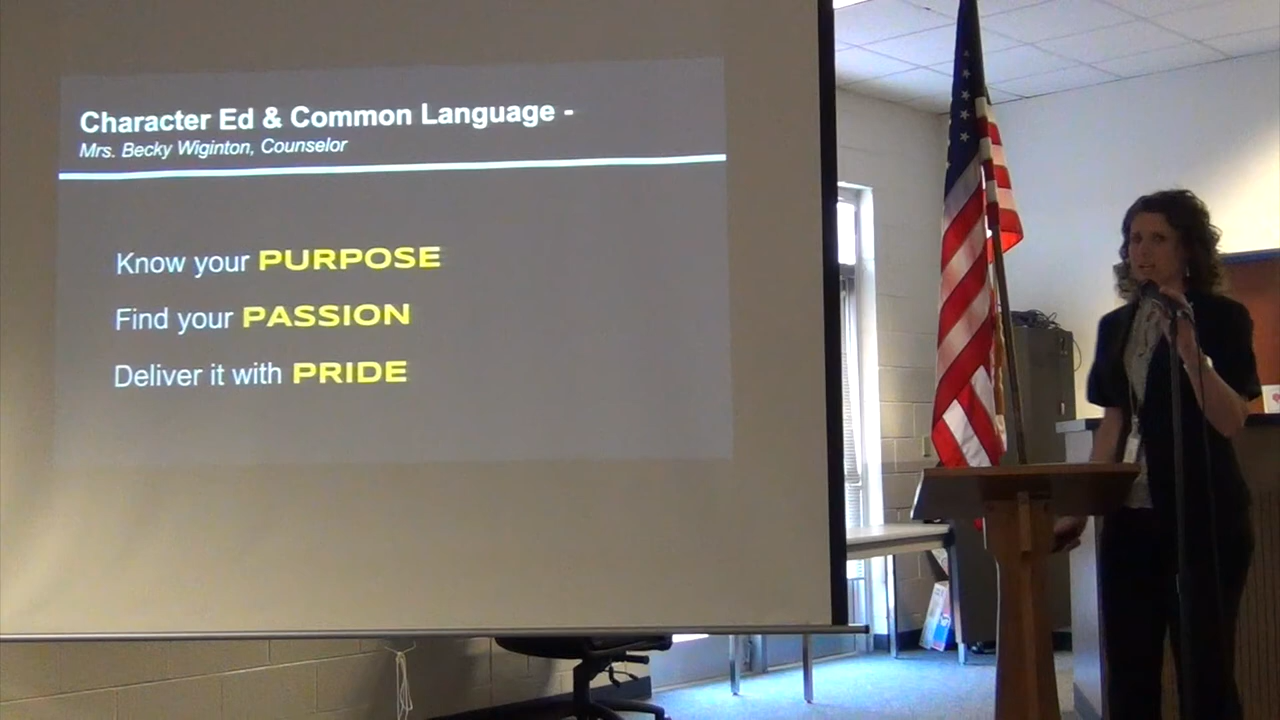 Character Ed & Common Language -
Mrs. Becky Wiginton, Counselor
Know your PURPOSE
Find your PASSION
Deliver it with PRIDE